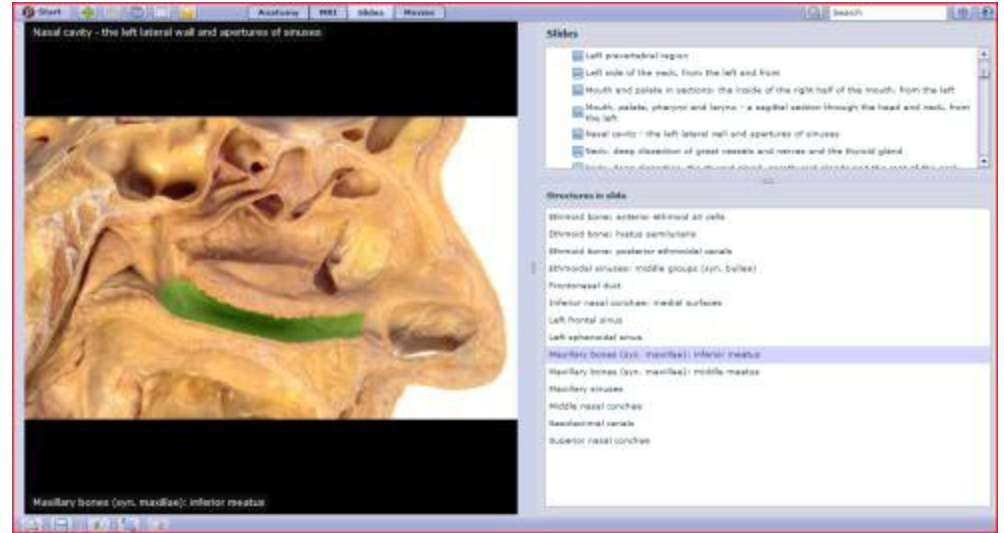 Start
Anatomy MRI Slides Movies
Search
Nasal cavity - the left lateral wall and apertures of sinuses
Maxillary bones (syn. maxillae): inferior meatus
Slides
Left prevertebral region
Left side of the neck, from the left and front
Mouth and palate in sections: the inside of the right half of the mouth, from the left
Mouth, palate, pharynx and larynx - a sagittal section through the head and neck, from
the left
Nasal cavity - the left lateral wall and apertures of sinuses
Neck: deep dissection of great vessels and nerves and the thyroid gland
Structures in slide
Ethmoid bone: anterior ethmoid air cells
Ethmoid bone: hiatus semilunaris
Ethmoid bone: posterior ethmoidal canals
Ethmoidal sinuses: middle groups (syn. bullae)
Frontonasal duct
Inferior nasal conchae: medial surfaces
Left frontal sinus
Left sphenoidal sinus
Maxillary bones (syn. maxillae): inferior meatus
Maxillary bones (syn. maxillae): middle meatus
Maxillary sinuses
Middle nasal conchae
Nasolacrimal canals
Superior nasal conchae